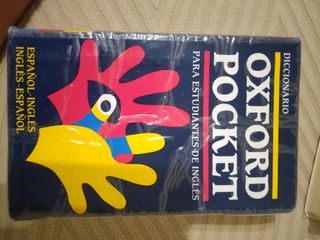 DICCIONARIO
OXFORD
POCKET
PARA ESTUDIANTES DE INGLÉS
ESPAÑOL-INGLÉS
INGLÉS-ESPAÑOL